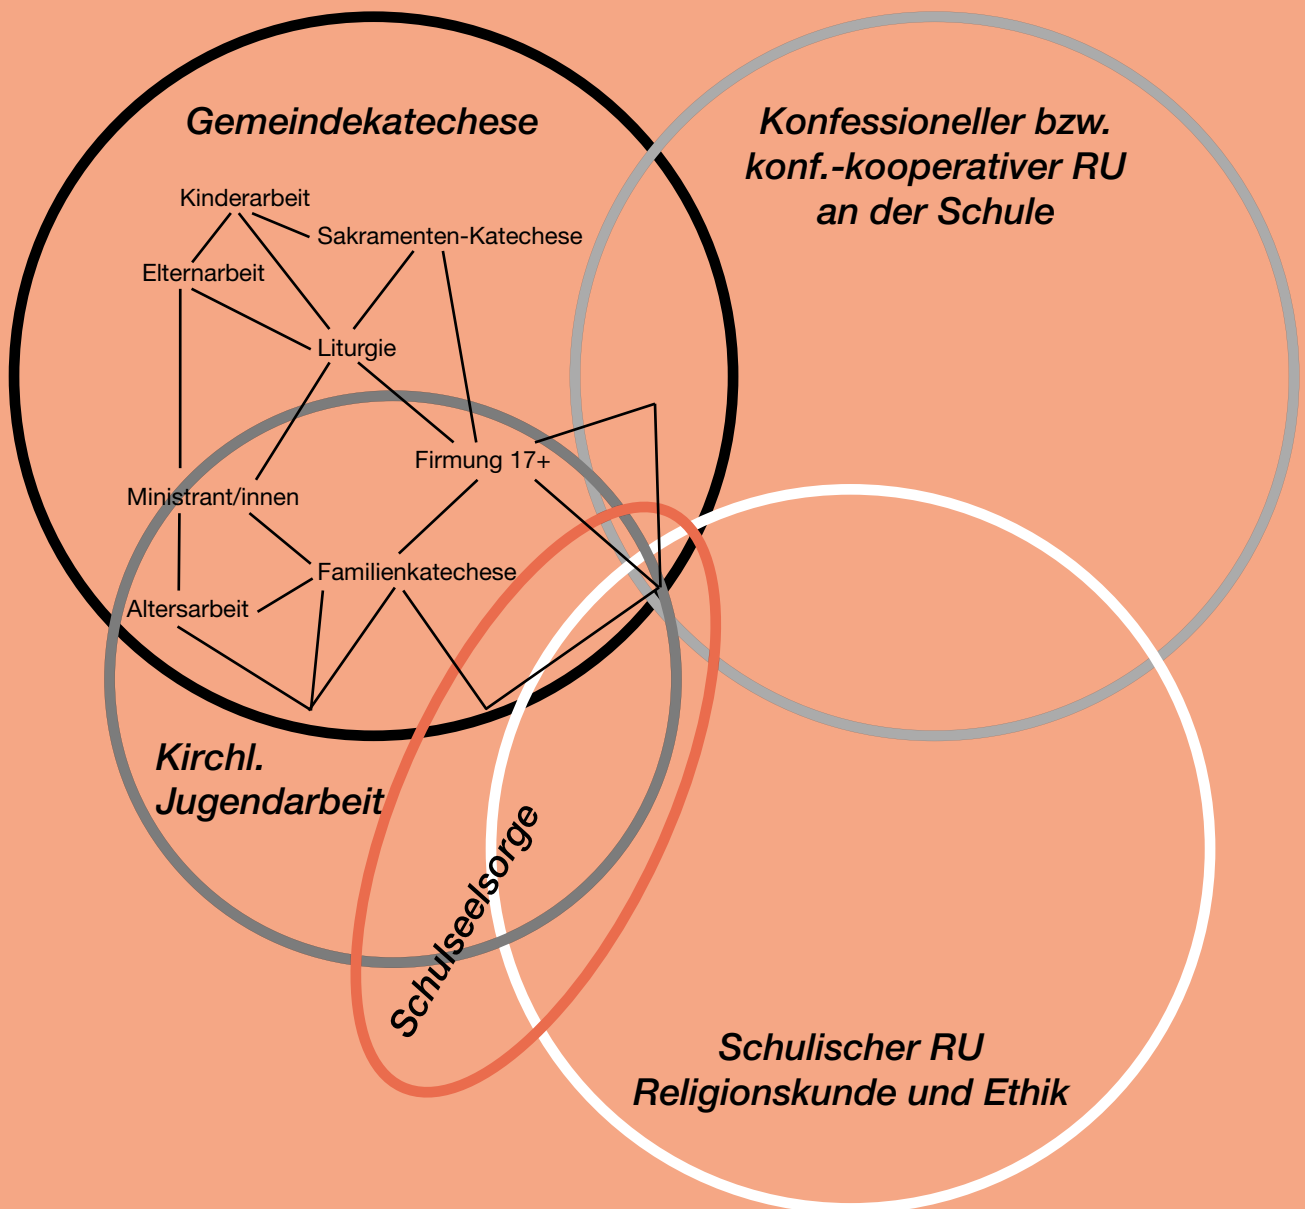 Gemeindekatechese
Konfessioneller bzw.
konf.-kooperativer RU
an der Schule
Kinderarbeit
Sakramenten-Katechese
Elternarbeit
Liturgie
Firmung 17+
Ministrant/innen
Familienkatechese
Altersarbeit
Kirchl.
Jugendarbeit
Schulseelsorge
Schulischer RU
Religionskunde und Ethik